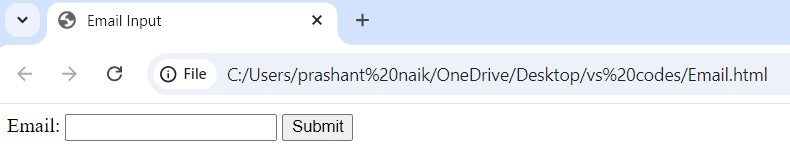 Email Input
File C:/Users/prashant%20naik/OneDrive/Desktop/vs%20codes/Email.html
Email: Submit